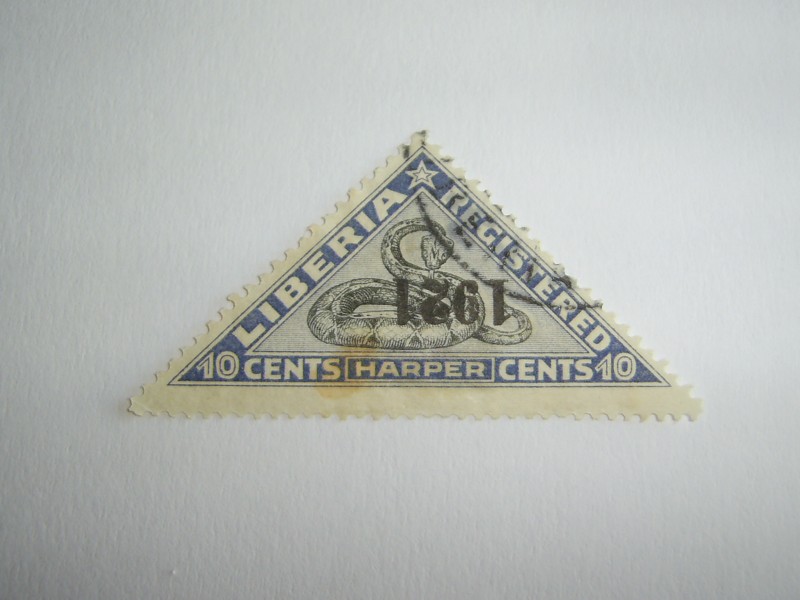 LIBERIA
REGISTERED
1921
10 CENTS HARPER CENTS 10